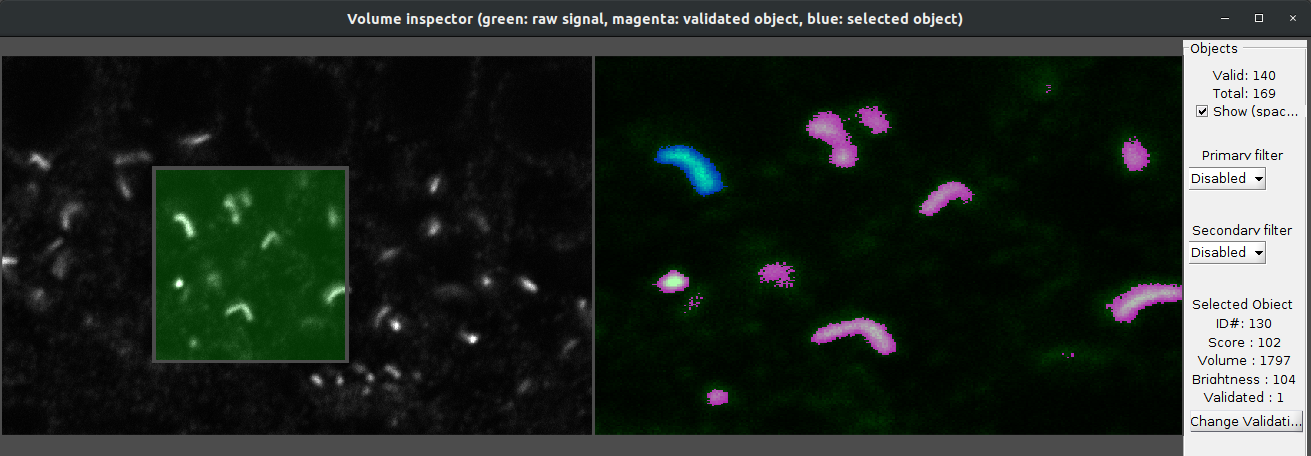 Volume inspector (green: raw signal, magenta: validated object, blue: selected object)
Objects
Valid: 140
Total: 169
Show (spac...
Primary filter
Disabled
Secondary filter
Disabled
Selected Object
ID#: 130
Score : 102
Volume : 1797
Brightness : 104
Validated : 1
Change Validati...